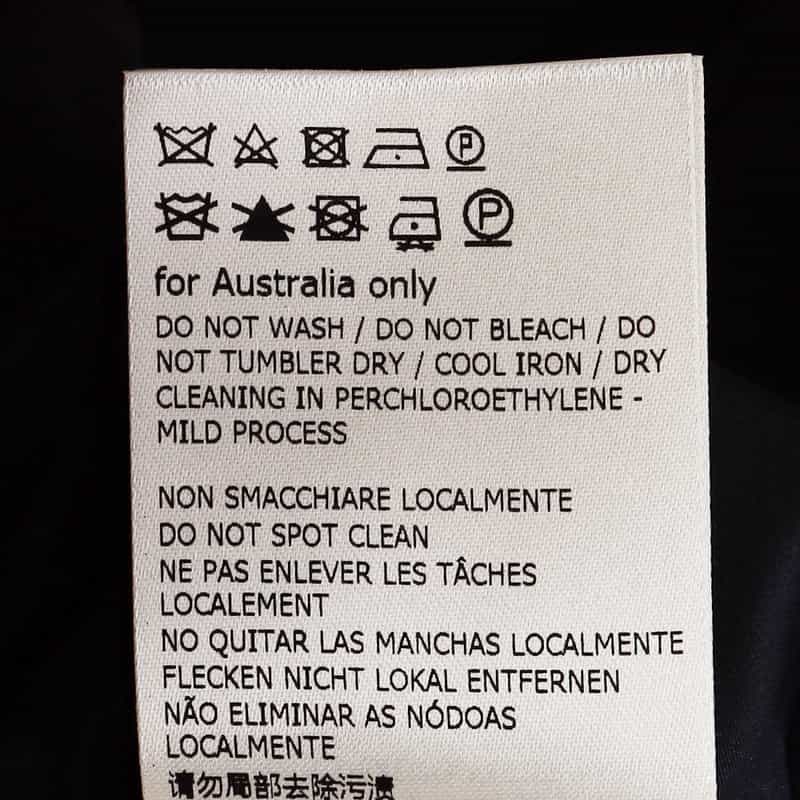 P
P
for Australia only
DO NOT WASH / DO NOT BLEACH / DO
NOT TUMBLER DRY / COOL IRON / DRY
CLEANING IN PERCHLOROETHYLENE -
MILD PROCESS
NON SMACCHIARE LOCALMENTE
DO NOT SPOT CLEAN
NE PAS ENLEVER LES TÂCHES
LOCALEMENT
NO QUITAR LAS MANCHAS LOCALMENTE
FLECKEN NICHT LOKAL ENTFERNEN
NÃO ELIMINAR AS NÓDOAS
LOCALMENTE
请勿局部去除污渍